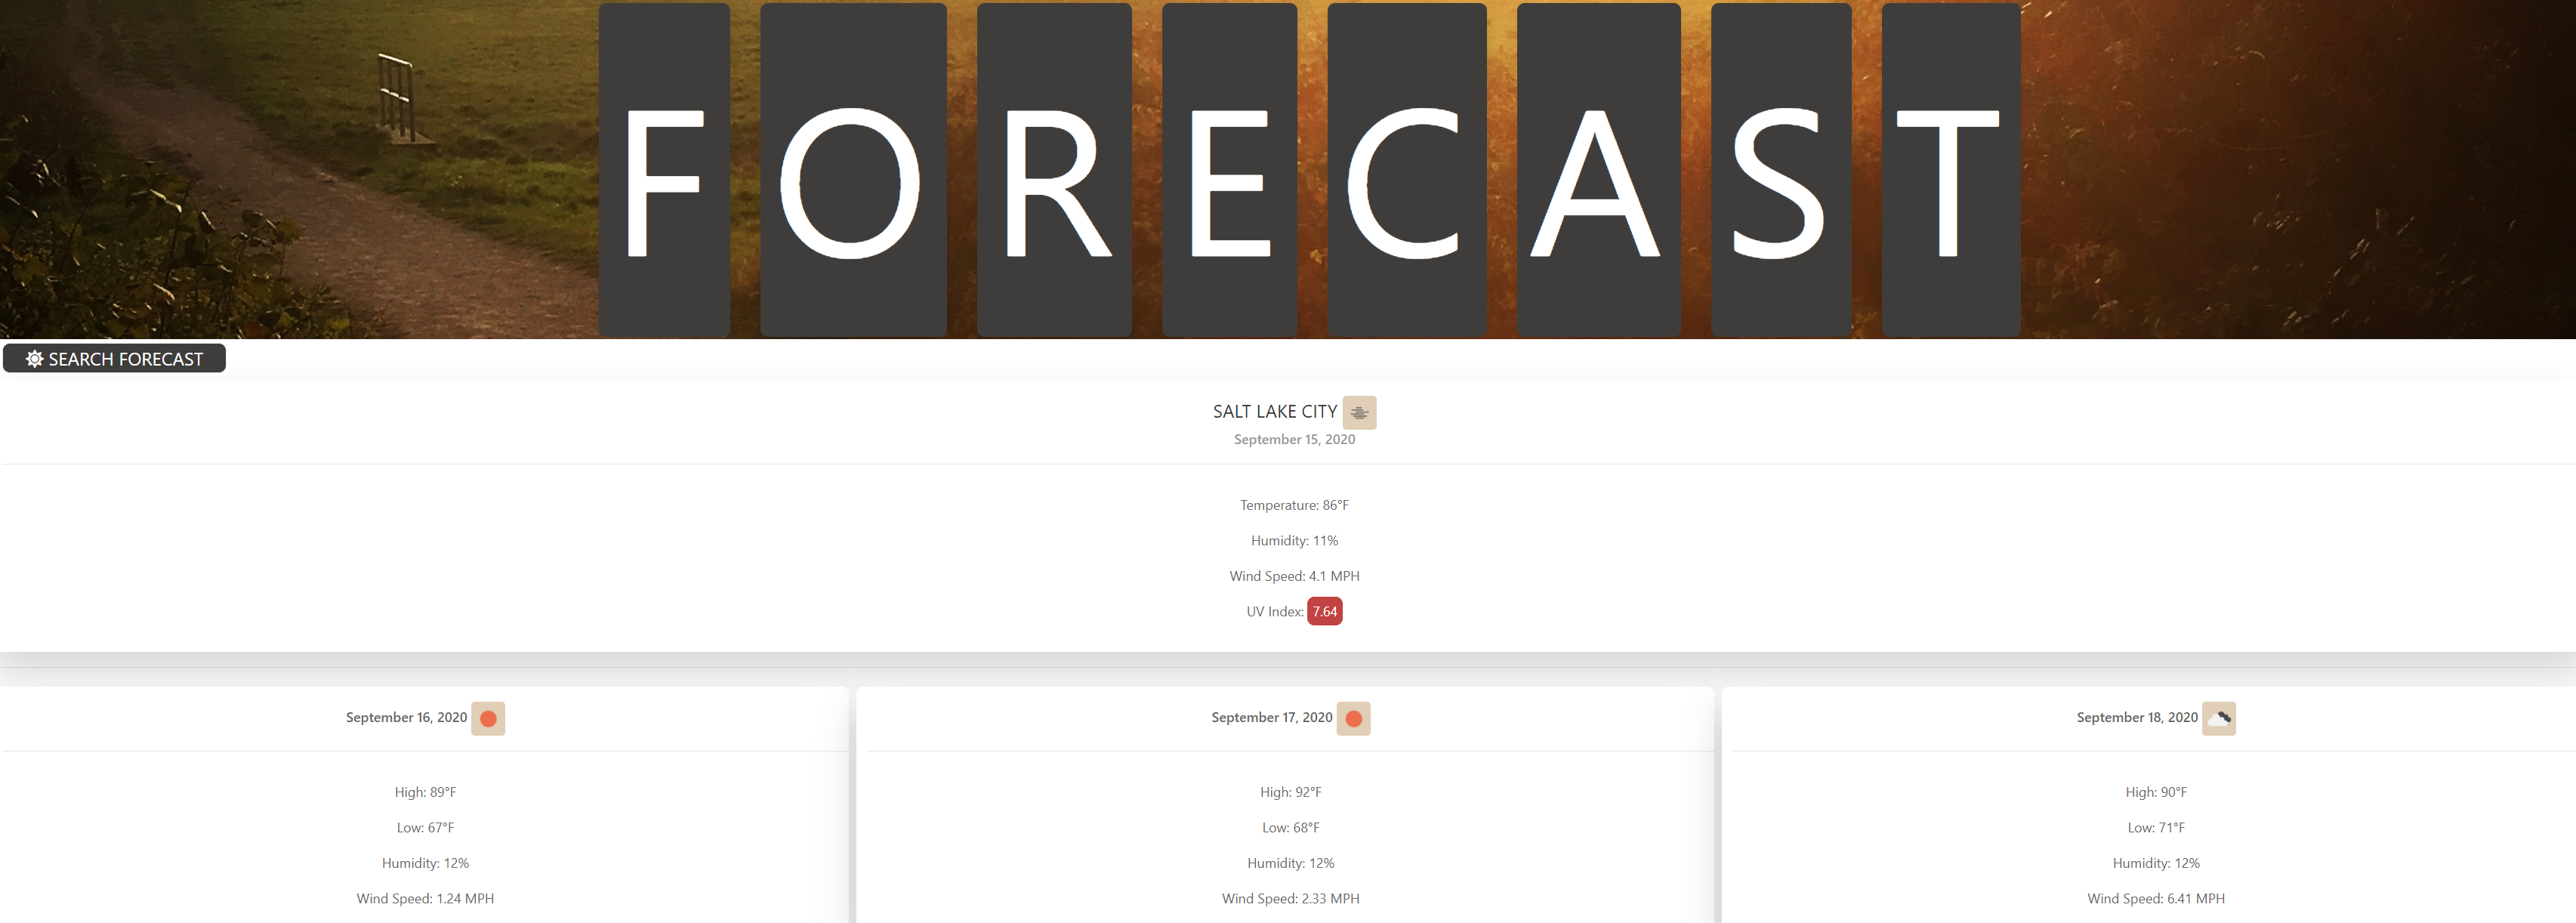 FORECAST
SEARCH FORECAST
SALT LAKE CITY
September 15, 2020
Temperature: 86°F
Humidity: 11%
Wind Speed: 4.1 MPH
UV Index: 7.64
September 16, 2020
High: 89°F
Low: 67°F
Humidity: 12%
Wind Speed: 1.24 MPH
September 17, 2020
High: 92°F
Low: 68°F
Humidity: 12%
Wind Speed: 2.33 MPH
September 18, 2020
High: 90°F
Low: 71°F
Humidity: 12%
Wind Speed: 6.41 MPH